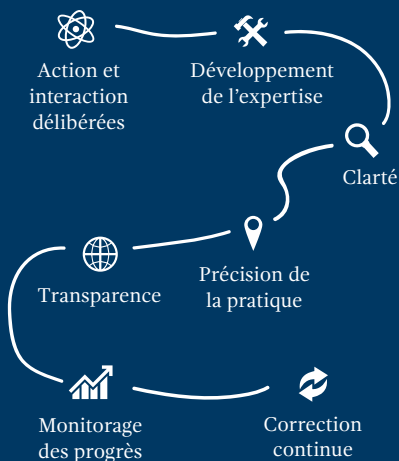 Action et
interaction
délibérées
Développement
de l’expertise
Clarté
Précision de
la pratique
Transparence
Monitorage
des progrès
Correction
continue